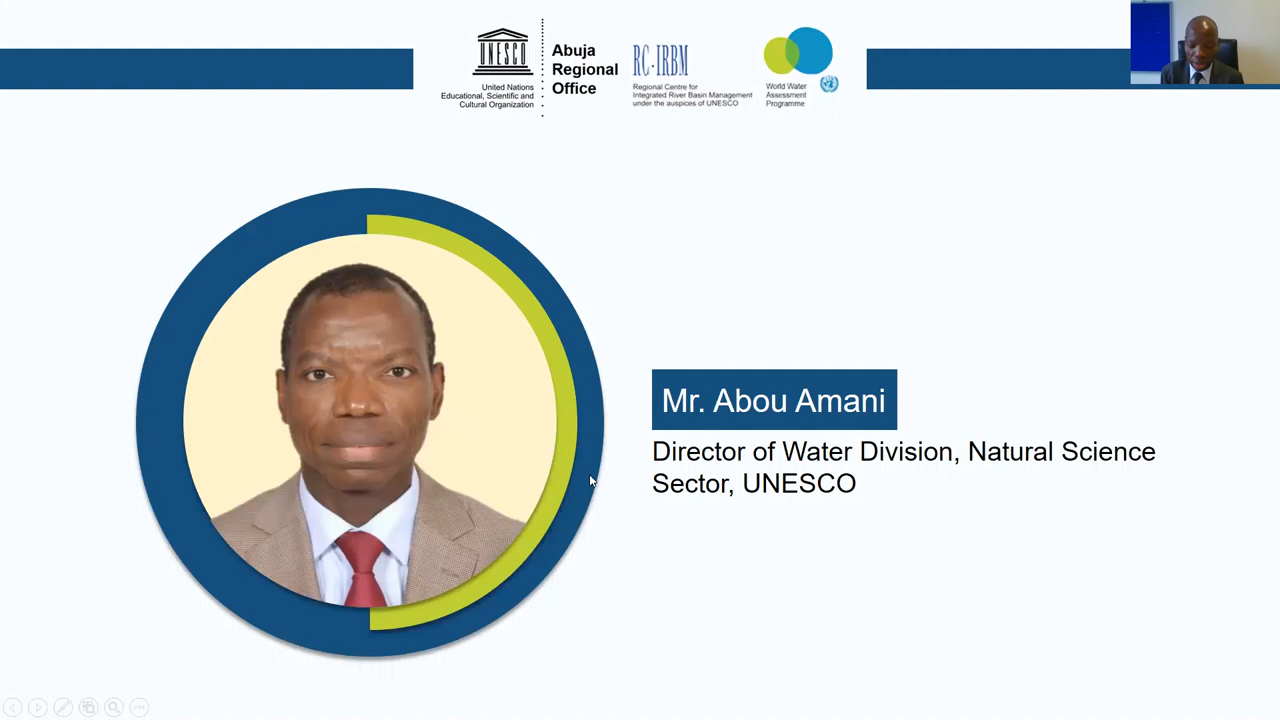 UNESCO
United Nations
Educational, Scientific and
Cultural Organization
Abuja
Regional
Office
RC-IRBM
Regional Centre for
Integrated River Basin Management
under the auspices of UNESCO
World Water
Assessment
Programme
Mr. Abou Amani
Director of Water Division, Natural Science
Sector, UNESCO